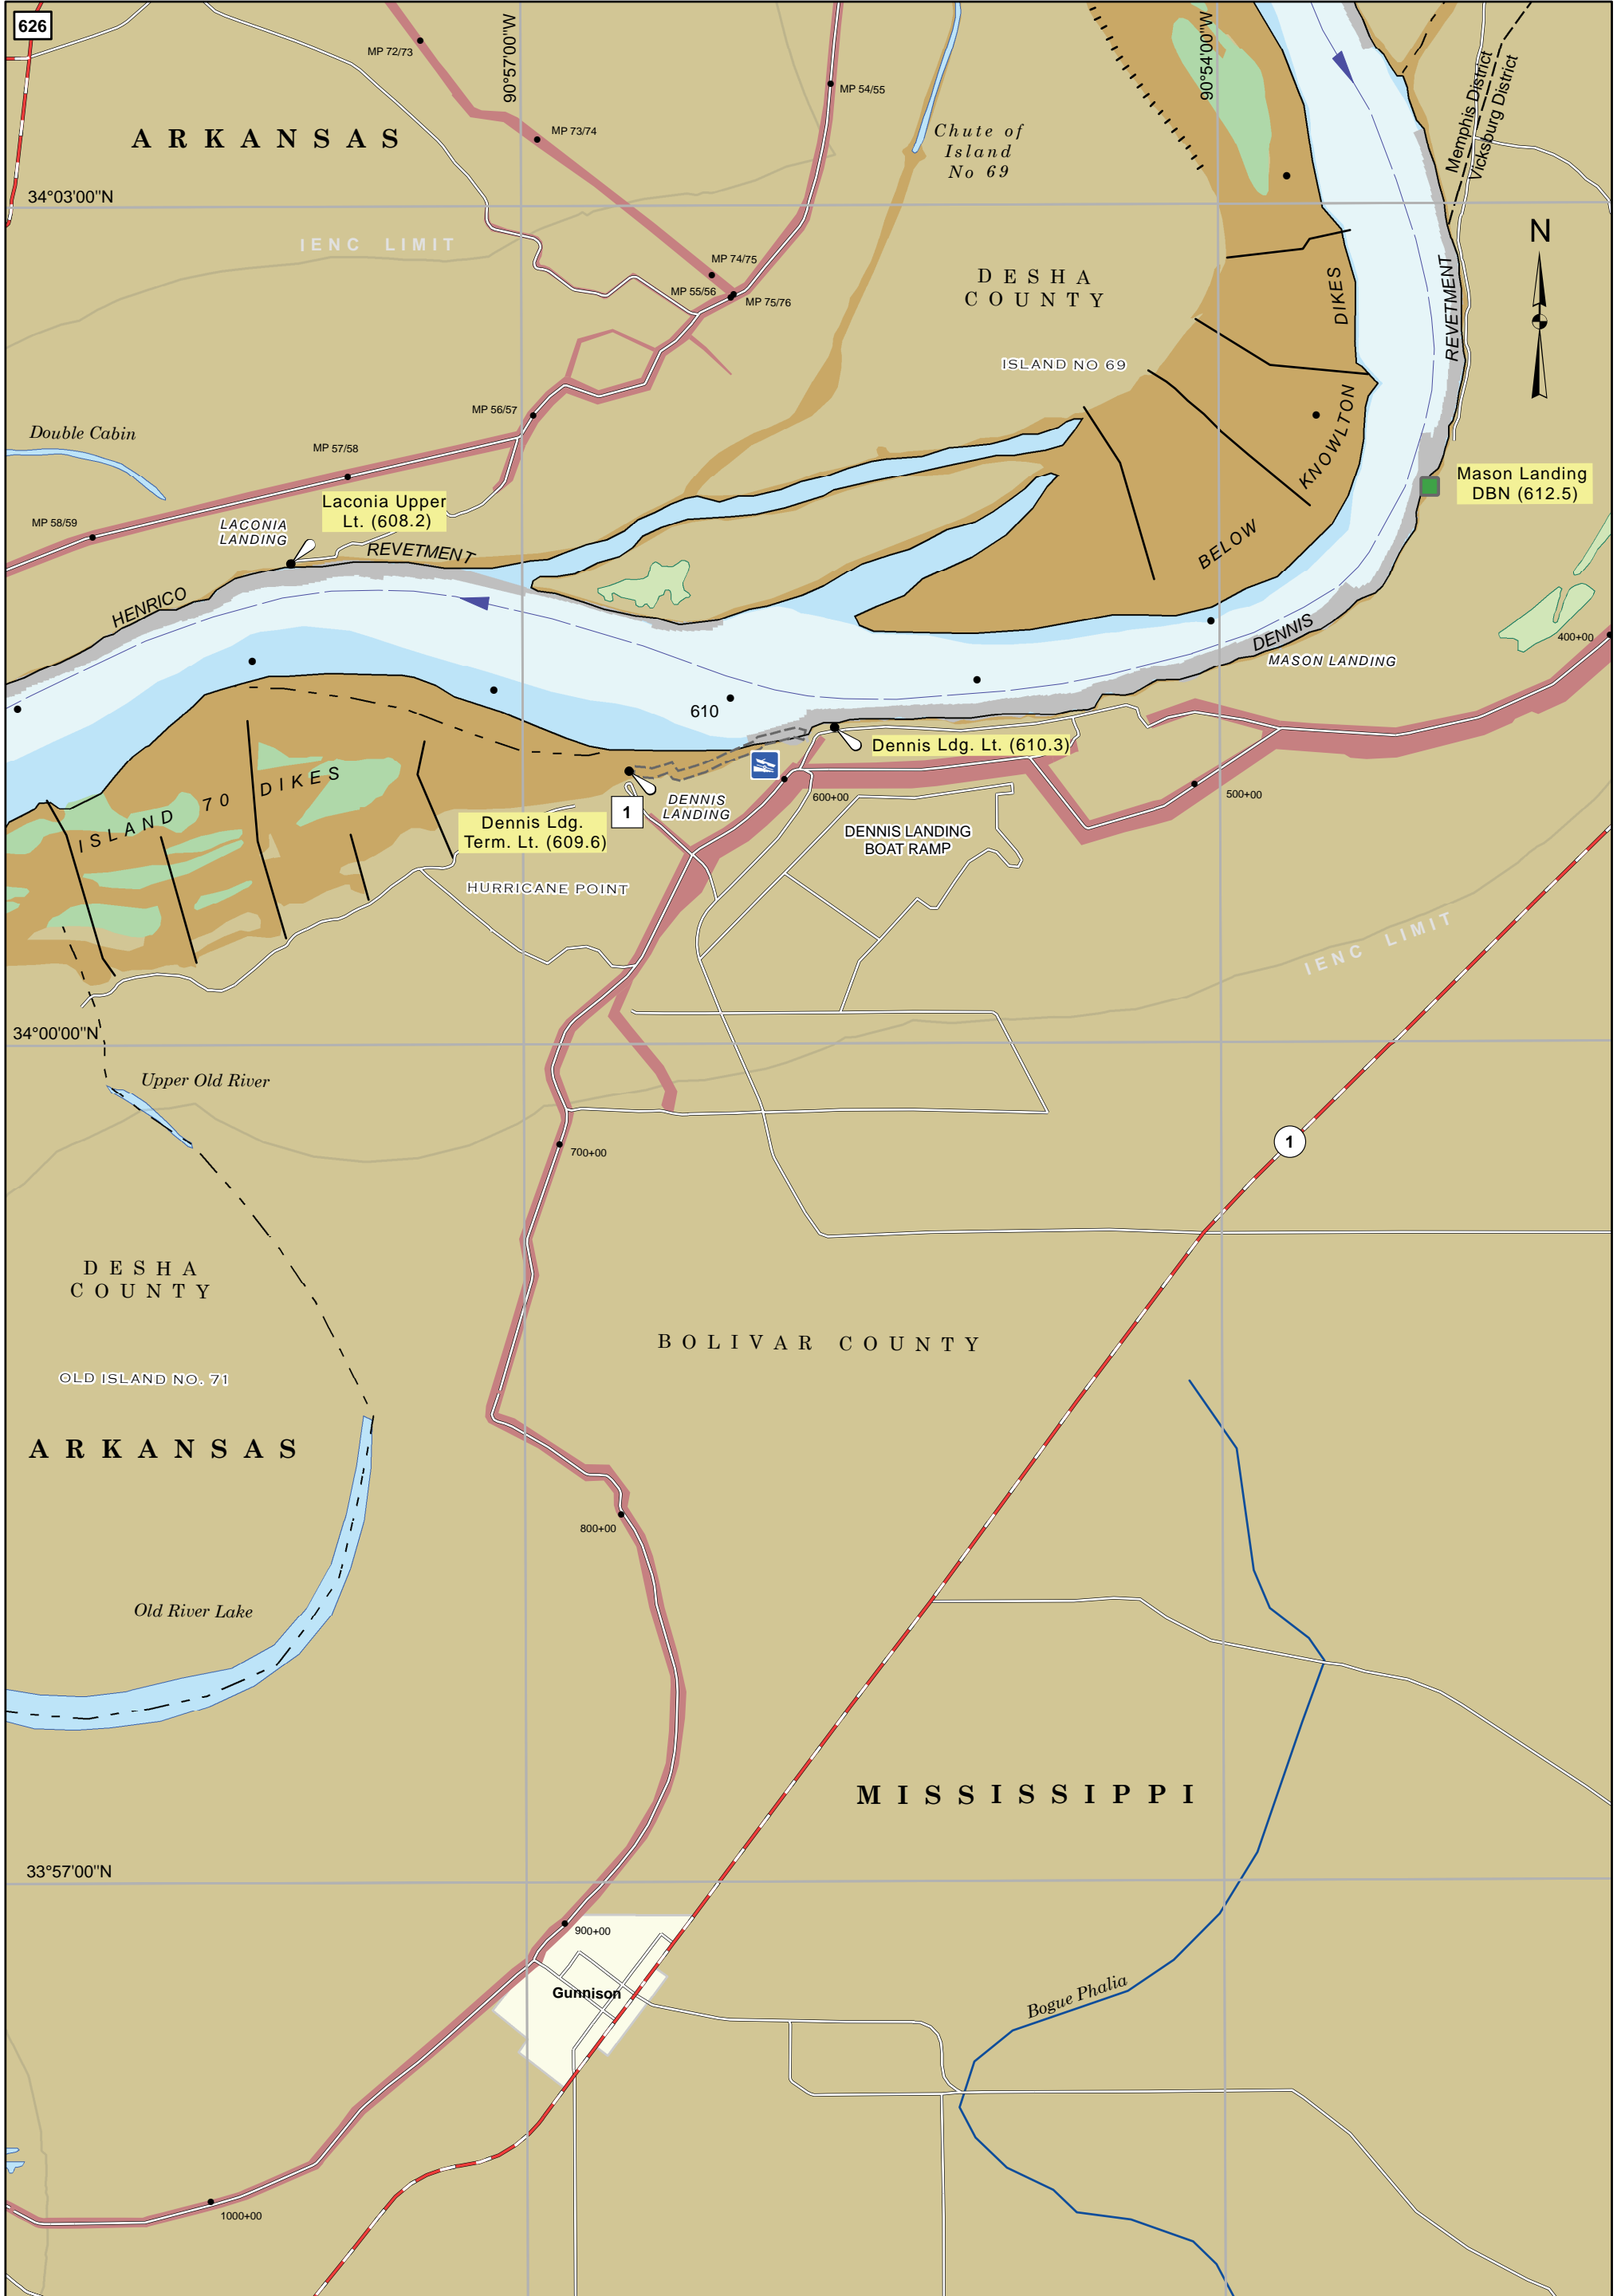 626
MP 72/73
90°57'00"W
MP 54/55
90°54'00"W
Memphis District
Vicksburg District
ARKANSAS
MP 73/74
Chute of
Island
No 69
34°03'00"N
IENC LIMIT
N
MP 74/75
MP 55/56
MP 75/76
DESHA
COUNTY
DIKES
REVETMENT
ISLAND NO 69
MP 56/57
KNOWLTON
Double Cabin
MP 57/58
Mason Landing
DBN (612.5)
Laconia Upper
Lt. (608.2)
MP 58/59
LACONIA
LANDING
REVETMENT
BELOW
HENRICO
DENNIS
400+00
MASON LANDING
610
Dennis Ldg. Lt. (610.3)
ISLAND 70 DIKES
600+00
500+00
DENNIS
LANDING
1
Dennis Ldg.
Term. Lt. (609.6)
DENNIS LANDING
BOAT RAMP
HURRICANE POINT
IENC LIMIT
34°00'00"N
Upper Old River
1
700+00
DESHA
COUNTY
BOLIVAR COUNTY
OLD ISLAND NO. 71
ARKANSAS
800+00
Old River Lake
MISSISSIPPI
33°57'00"N
900+00
Gunnison
Bogue Phalia
1000+00